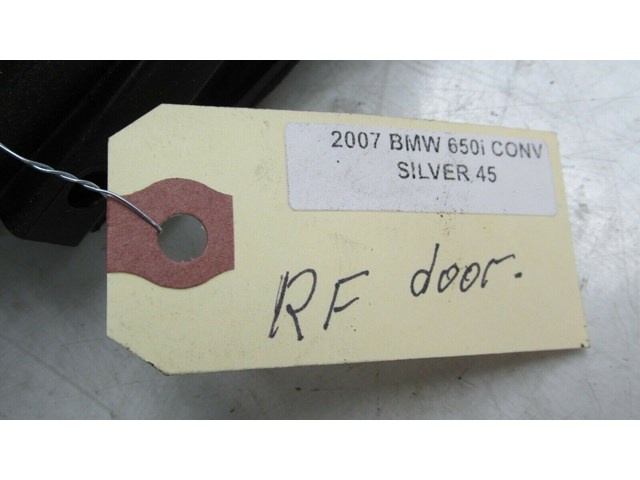 2007 BMW 650i CONV
SILVER 45
RF door.